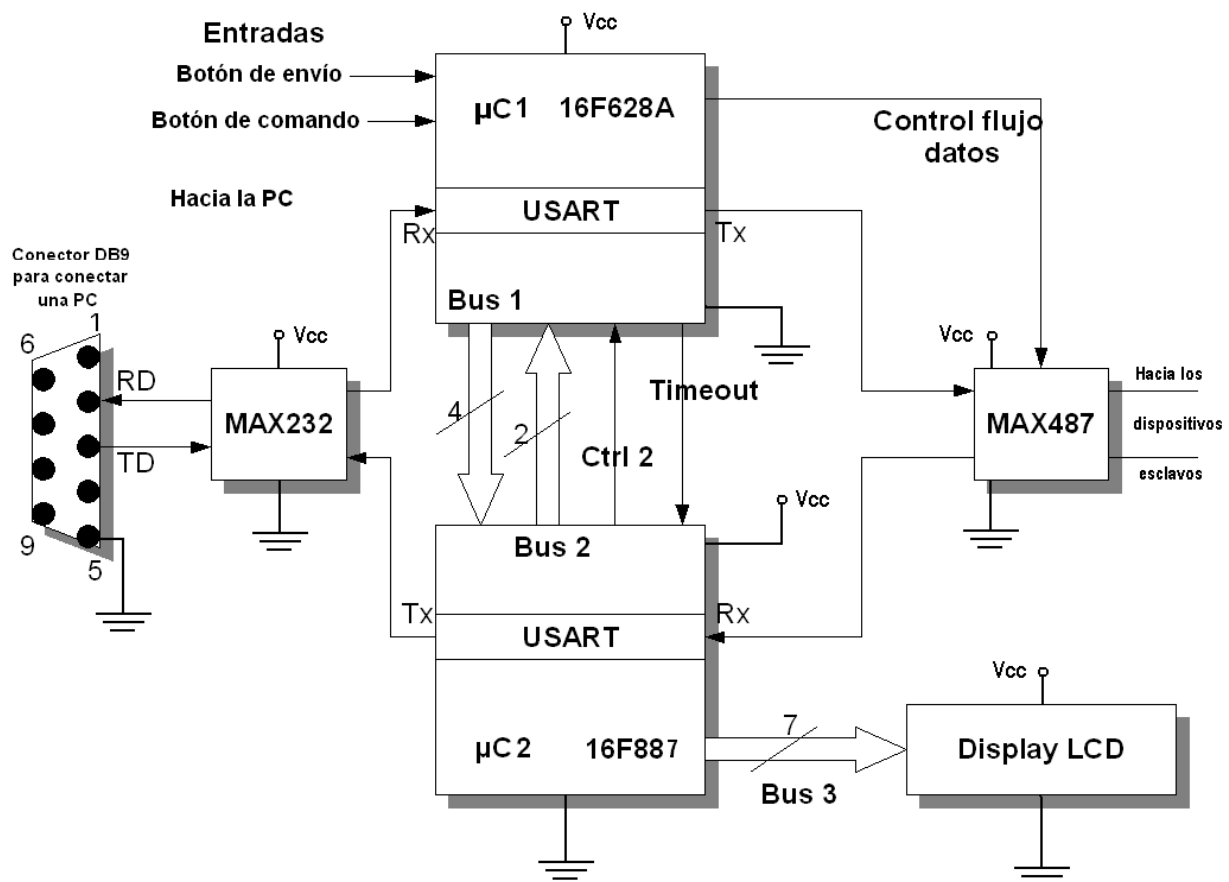 Entradas
Vcc
Botón de envío
Botón de comando
µC1 16F628A
Control flujo
datos
Hacia la PC
USART
Rx
Tx
Conector DB9
para conectar
una PC
Bus 1
1
6
Vcc
Vcc
RD
MAX232
TD
4
2
Timeout
Ctrl 2
MAX487
Hacia los
dispositivos
esclavos
Vcc
9
5
Bus 2
Tx
Rx
USART
Vcc
µC2 16F887
7
Bus 3
Display LCD